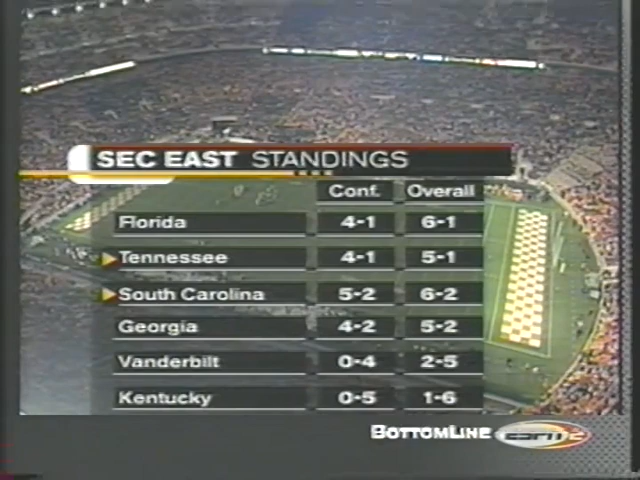 SEC EAST STANDINGS
Conf. Overall
Florida 4-1 6-1
Tennessee 4-1 5-1
South Carolina 5-2 6-2
Georgia 4-2 5-2
Vanderbilt 0-4 2-5
Kentucky 0-5 1-6
BOTTOMLINE ESPN2